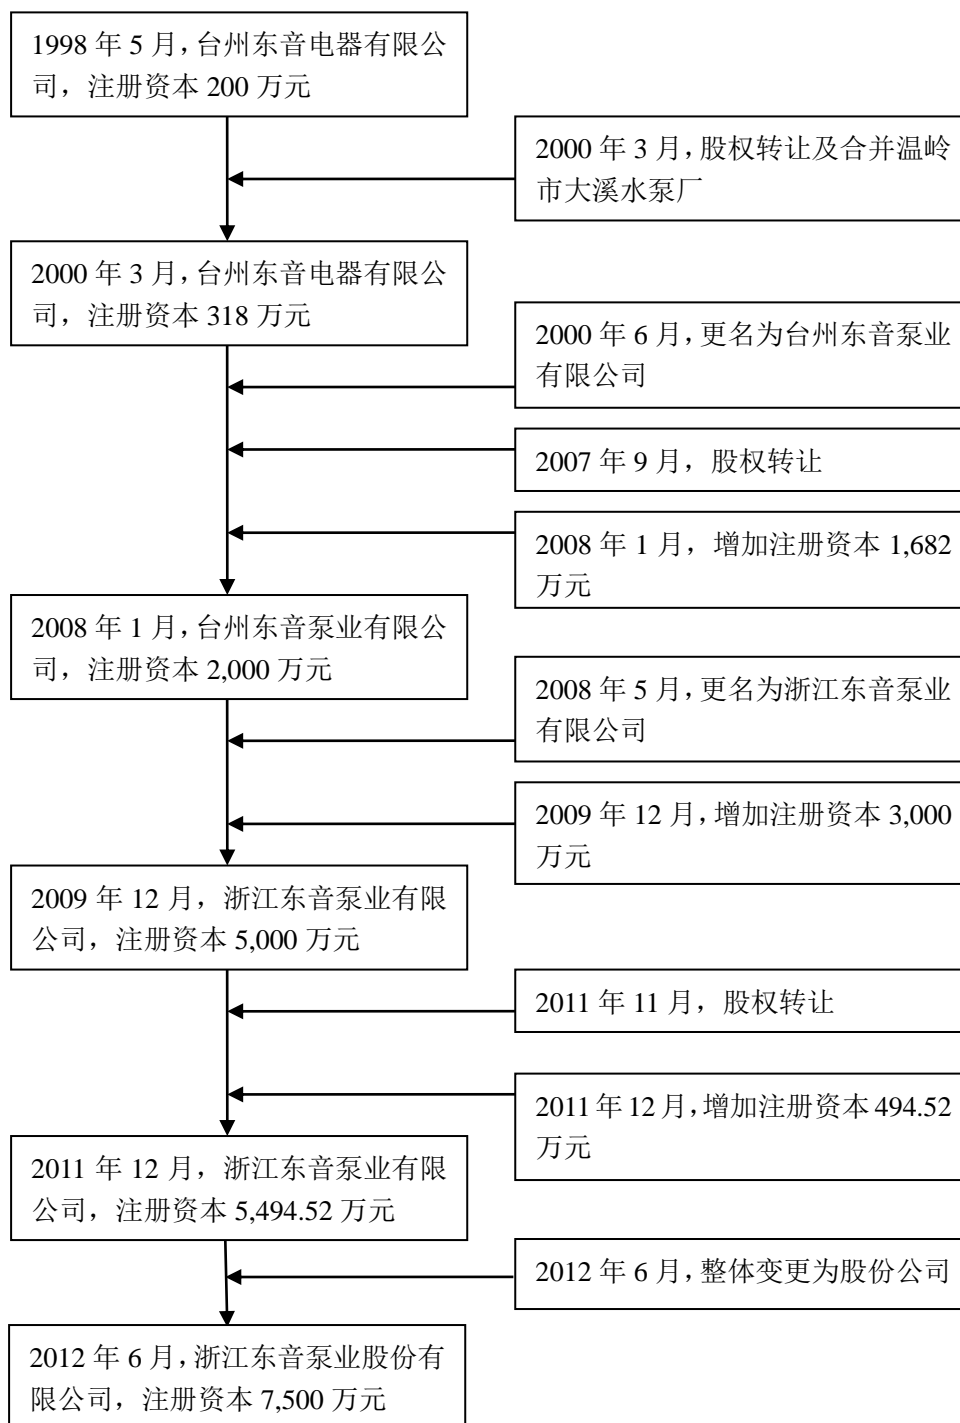 1998 年 5 月，台州东音电器有限公
司，注册资本 200 万元
2000 年 3 月，股权转让及合并温岭
市大溪水泵厂
2000 年 3 月，台州东音电器有限公
司，注册资本 318 万元
2000 年 6 月，更名为台州东音泵业
有限公司
2007 年 9 月，股权转让
2008 年 1 月，增加注册资本 1,682
万元
2008 年 1 月，台州东音泵业有限公
司，注册资本 2,000 万元
2008 年 5 月，更名为浙江东音泵业
有限公司
2009 年 12 月，增加注册资本 3,000
万元
2009 年 12 月，浙江东音泵业有限
公司，注册资本 5,000 万元
2011 年 11 月，股权转让
2011 年 12 月，增加注册资本 494.52
万元
2011 年 12 月，浙江东音泵业有限
公司，注册资本 5,494.52 万元
2012 年 6 月，整体变更为股份公司
2012 年 6 月，浙江东音泵业股份有
限公司，注册资本 7,500 万元